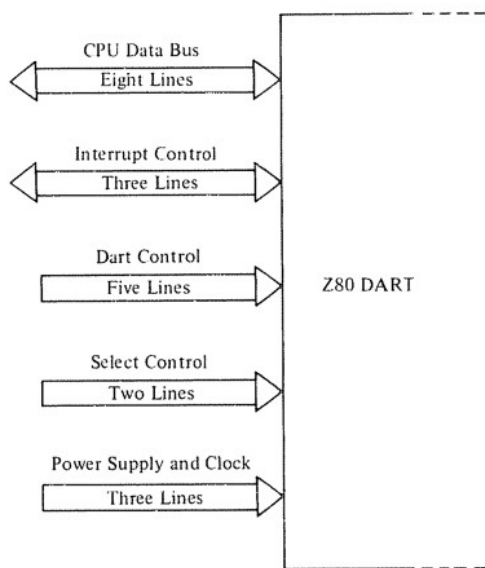 CPU Data Bus
Eight Lines
Interrupt Control
Three Lines
Dart Control
Five Lines
Z80 DART
Select Control
Two Lines
Power Supply and Clock
Three Lines